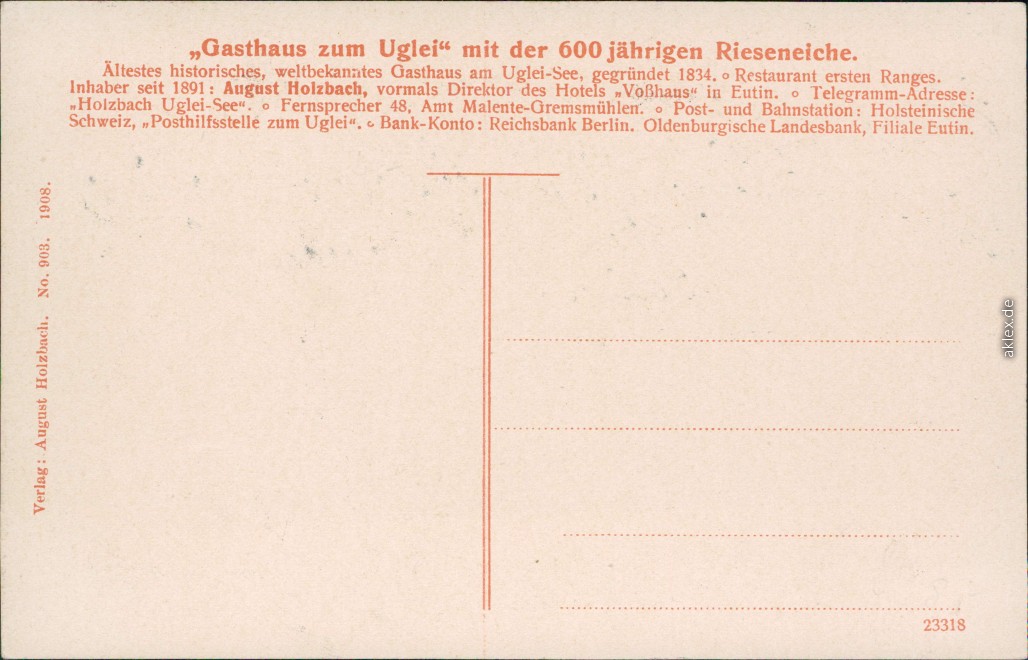 „Gasthaus zum Uglei“ mit der 600jährigen Rieseneiche.
Ältestes historisches, weltbekanntes Gasthaus am Uglei-See, gegründet 1834. o Restaurant ersten Ranges.
Inhaber seit 1891: August Holzbach, vormals Direktor des Hotels „Voßhaus“ in Eutin. o Telegramm-Adresse:
„Holzbach Uglei-See“. o Fernsprecher 48, Amt Malente-Gremsmühlen. o Post- und Bahnstation: Holsteinische
Schweiz, „Posthilfsstelle zum Uglei“. o Bank-Konto: Reichsbank Berlin. Oldenburgische Landesbank, Filiale Eutin.
Verlag: August Holzbach. No. 903. 1908.
aklex.de
23318